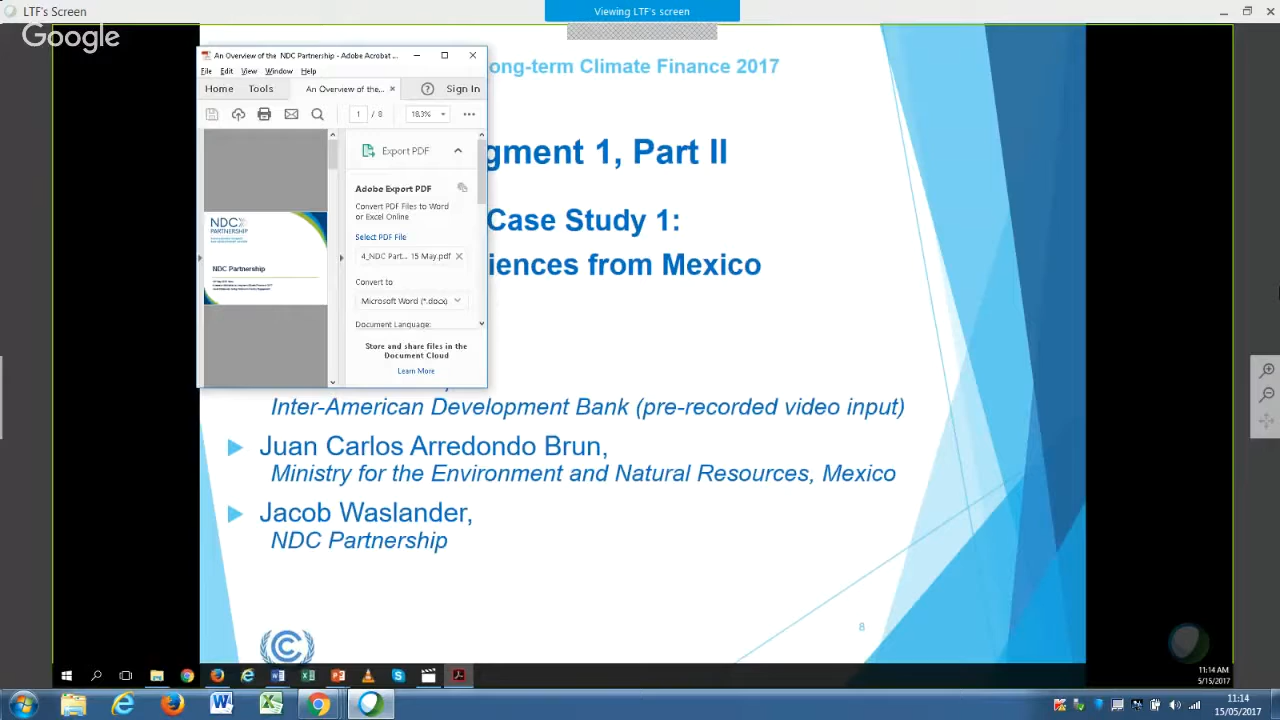 LTF's Screen
Viewing LTF's screen
Google
An Overview of the NDC Partnership - Adobe Acrobat ...
File Edit View Window Help
Home Tools An Overview of the... × Sign In
1 / 8 18.3%
Export PDF
Adobe Export PDF
Convert PDF Files to Word
or Excel Online
Select PDF File
4_NDC Part... 15 May.pdf
Convert to
Microsoft Word (*.docx)
Document Language:
Store and share files in the
Document Cloud
Learn More
NDC
PARTNERSHIP
NDC Partnership
ong-term Climate Finance 2017
gment 1, Part II
Case Study 1:
iences from Mexico
Inter-American Development Bank (pre-recorded video input)
Juan Carlos Arredondo Brun,
Ministry for the Environment and Natural Resources, Mexico
Jacob Waslander,
NDC Partnership
8
11:14 AM
5/15/2017
11:14
15/05/2017